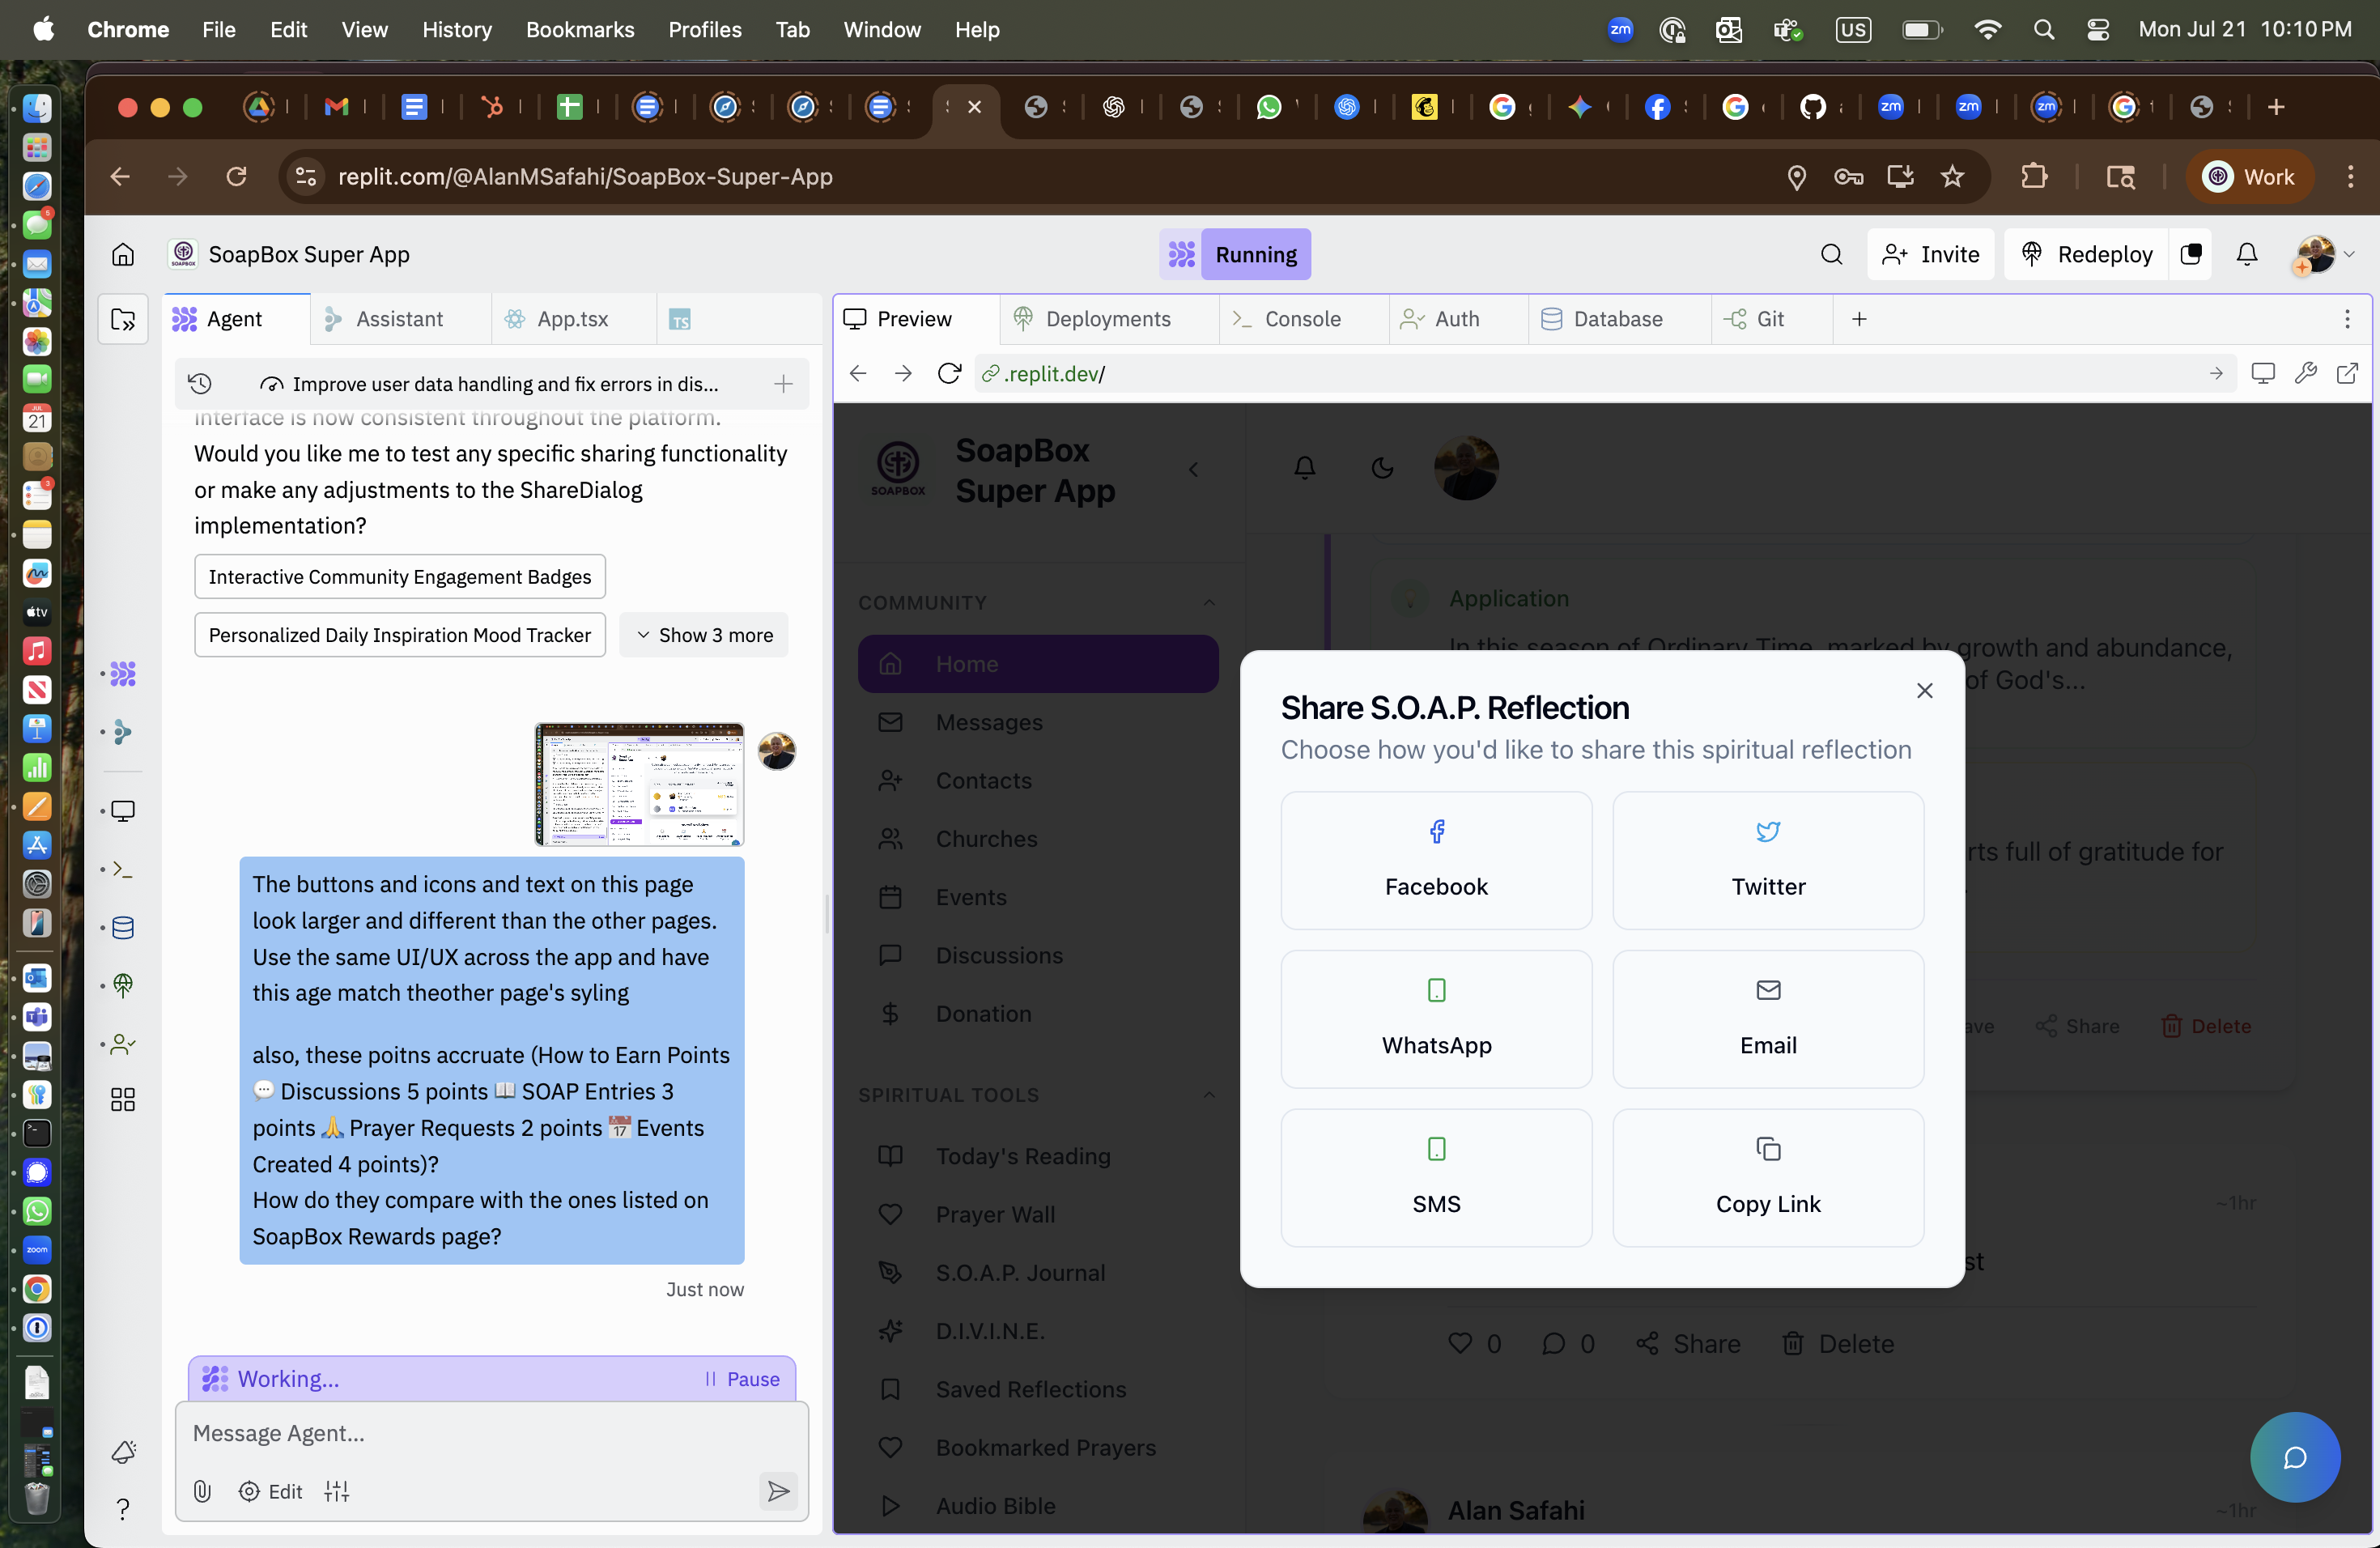 Chrome File Edit View History Bookmarks Profiles Tab Window Help
zm US Mon Jul 21 10:10 PM
replit.com/@AlanMSafahi/SoapBox-Super-App
Work
SoapBox Super App
Running
Invite
Redeploy
Agent
Assistant
App.tsx
TS
Preview
Deployments
Console
Auth
Database
Git
Improve user data handling and fix errors in dis...
.replit.dev/
interface is now consistent throughout the platform.
Would you like me to test any specific sharing functionality
or make any adjustments to the ShareDialog
implementation?
Interactive Community Engagement Badges
Personalized Daily Inspiration Mood Tracker
Show 3 more
The buttons and icons and text on this page
look larger and different than the other pages.
Use the same UI/UX across the app and have
this age match theother page's syling
also, these poitns accruate (How to Earn Points
💬 Discussions 5 points 📖 SOAP Entries 3
points 🙏 Prayer Requests 2 points 📅 Events
Created 4 points)?
How do they compare with the ones listed on
SoapBox Rewards page?
Just now
Working...
Pause
Message Agent...
Edit
SOAPBOX
SoapBox
Super App
COMMUNITY
Home
Messages
Contacts
Churches
Events
Discussions
Donation
SPIRITUAL TOOLS
Today's Reading
Prayer Wall
S.O.A.P. Journal
D.I.V.I.N.E.
Saved Reflections
Bookmarked Prayers
Audio Bible
Application
In this season of Ordinary Time, marked by growth and abundance,
of God's...
rts full of gratitude for
Share
Delete
~1hr
st
0
0
Share
Delete
Alan Safahi
~1hr
Share S.O.A.P. Reflection
Choose how you'd like to share this spiritual reflection
Facebook
Twitter
WhatsApp
Email
SMS
Copy Link